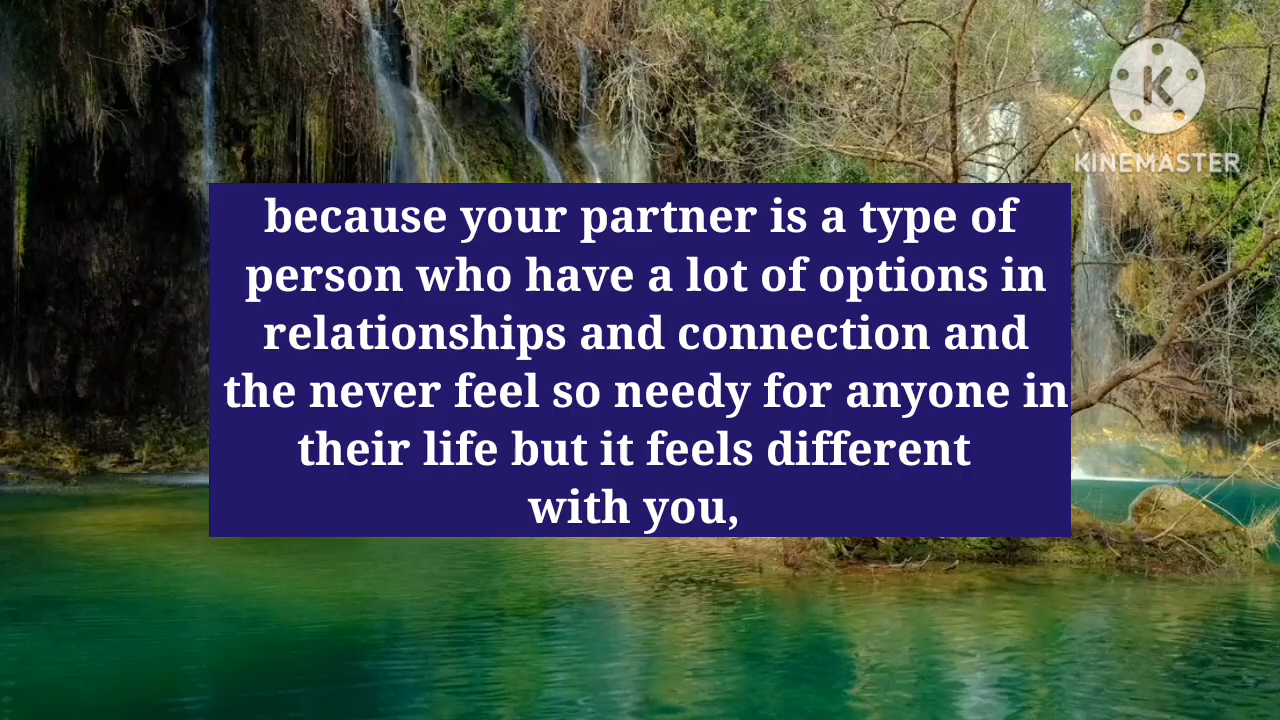 K
KINEMASTER
because your partner is a type of
person who have a lot of options in
relationships and connection and
the never feel so needy for anyone in
their life but it feels different
with you,